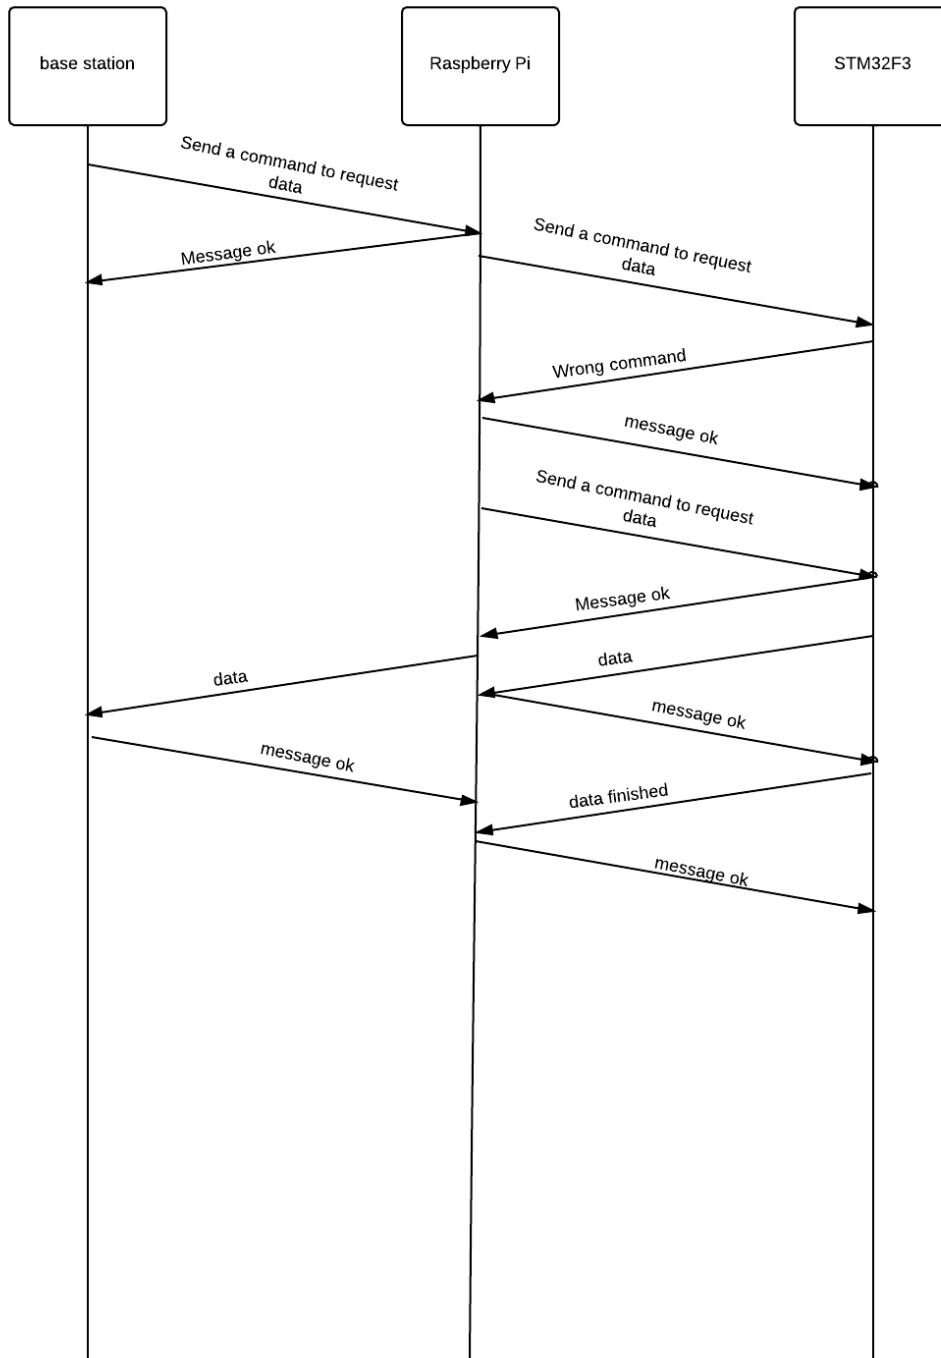 base station
Raspberry Pi
STM32F3
Send a command to request
data
Message ok
Send a command to request
data
Wrong command
message ok
Send a command to request
data
Message ok
data
data
message ok
message ok
data finished
message ok